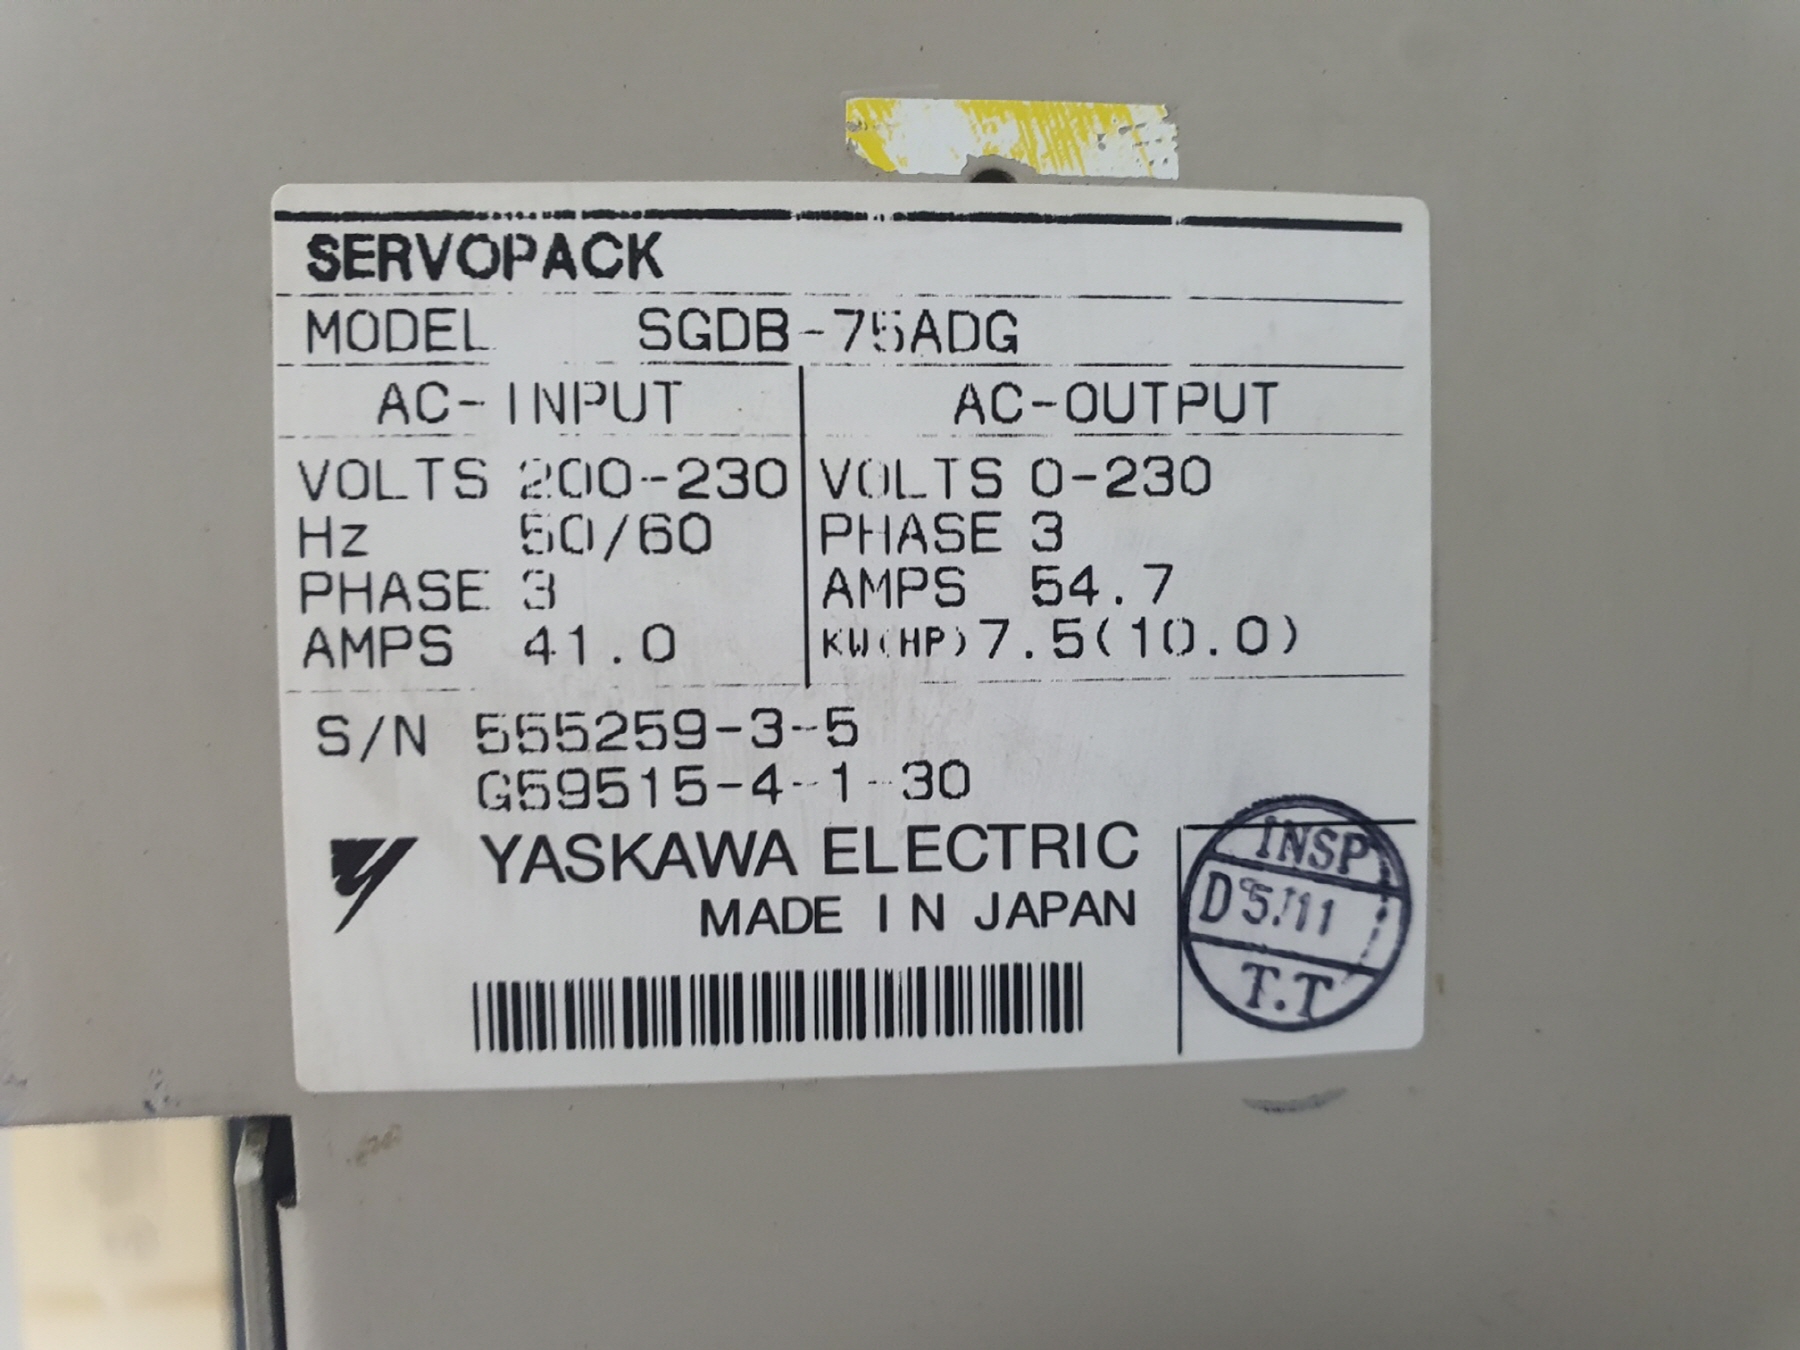 SERVOPACK
MODEL SGDB-75ADG
AC-INPUT AC-OUTPUT
VOLTS 200-230 VOLTS 0-230
Hz 50/60 PHASE 3
PHASE 3 AMPS 54.7
AMPS 41.0 KW(HP) 7.5(10.0)
S/N 555259-3-5
G59515-4-1-30
YASKAWA ELECTRIC
MADE IN JAPAN
INSP
T.T